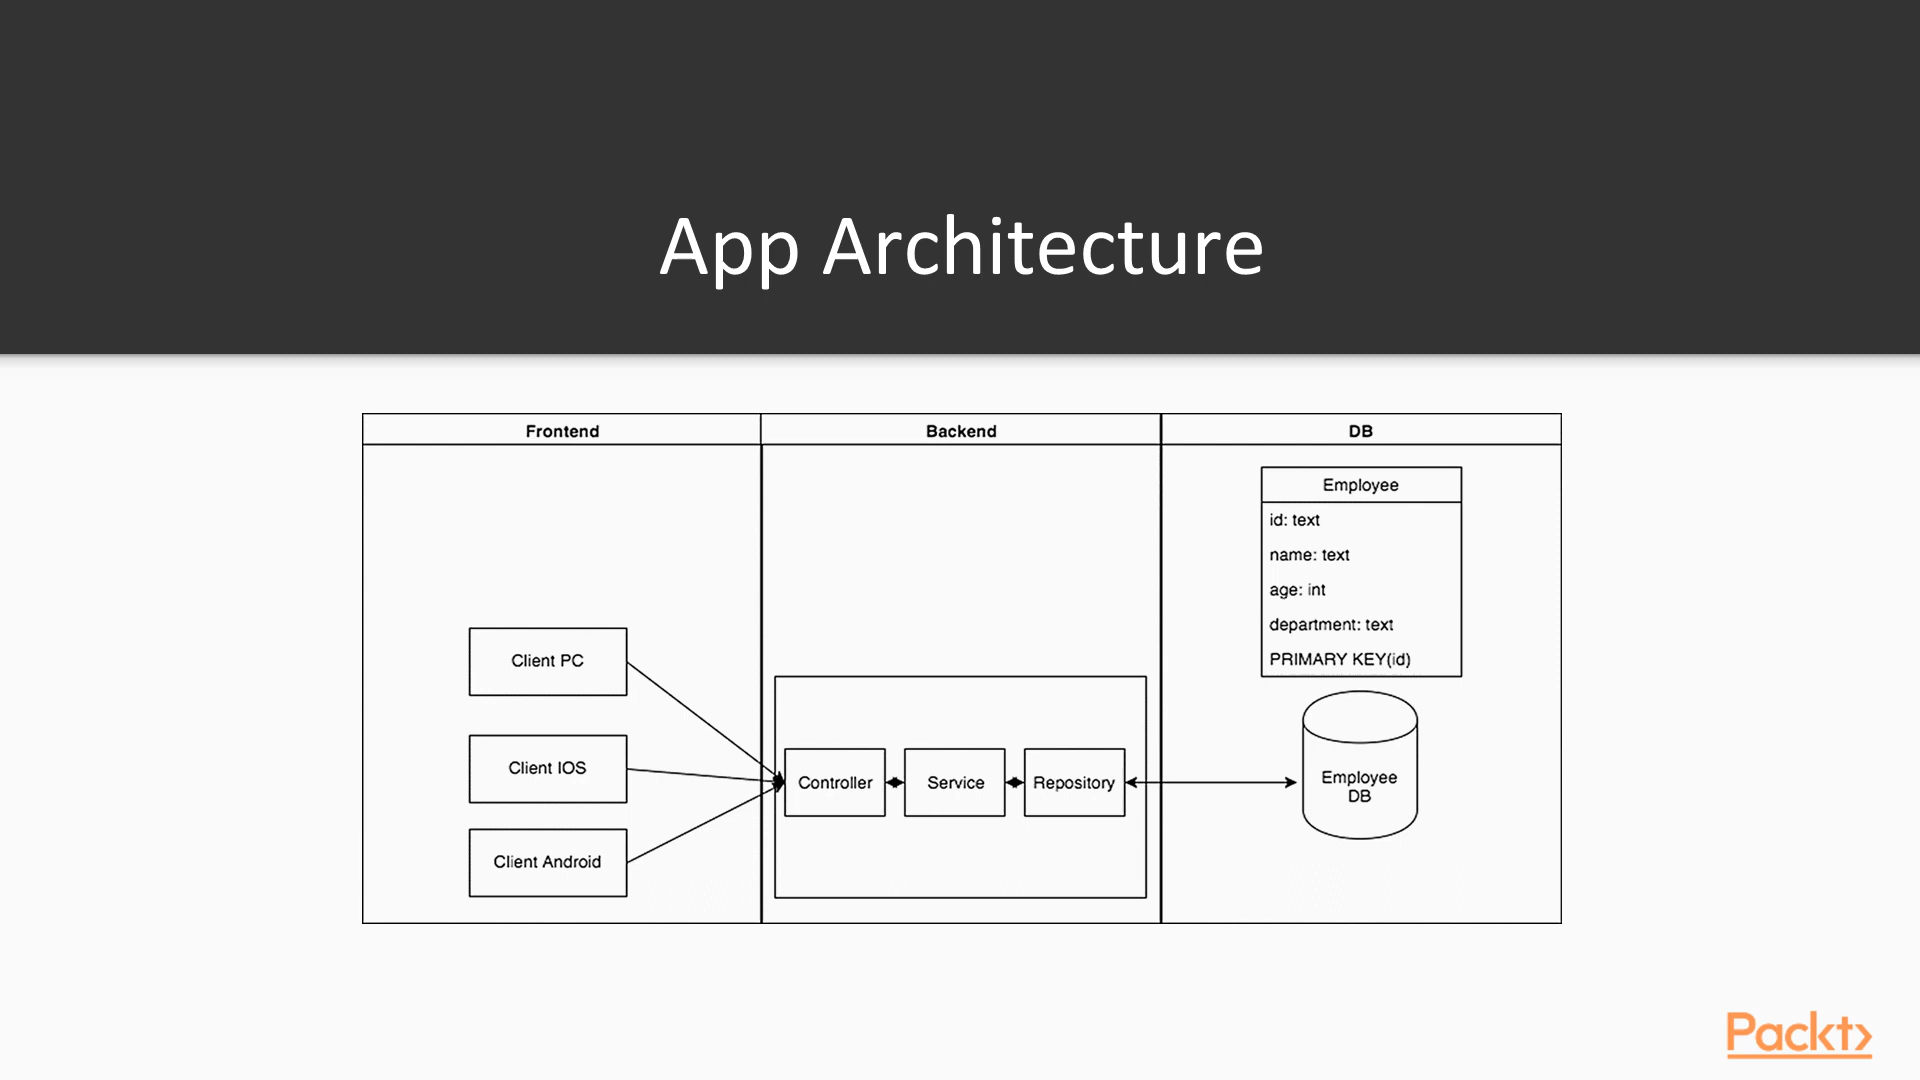 App Architecture
Frontend
Backend
DB
Employee
id: text
name: text
age: int
department: text
PRIMARY KEY(id)
Client PC
Client IOS
Client Android
Controller
Service
Repository
Employee
DB
Packt>